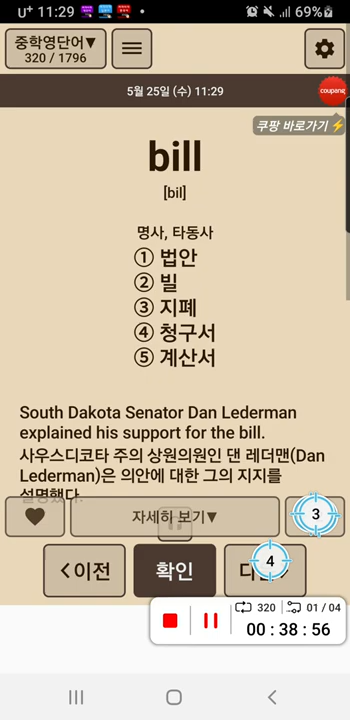 U+ 11:29 69%
중학영단어▼
320 / 1796
5월 25일 (수) 11:29
coupang
쿠팡 바로가기
bill
[bil]
명사, 타동사
① 법안
② 빌
③ 지폐
④ 청구서
⑤ 계산서
South Dakota Senator Dan Lederman
explained his support for the bill.
사우스디코타 주의 상원의원인 댄 레더맨(Dan
Lederman)은 의안에 대한 그의 지지를
설명했다.
자세히 보기▼
3
<이전
확인
4
320 01 / 04
00 : 38 : 56